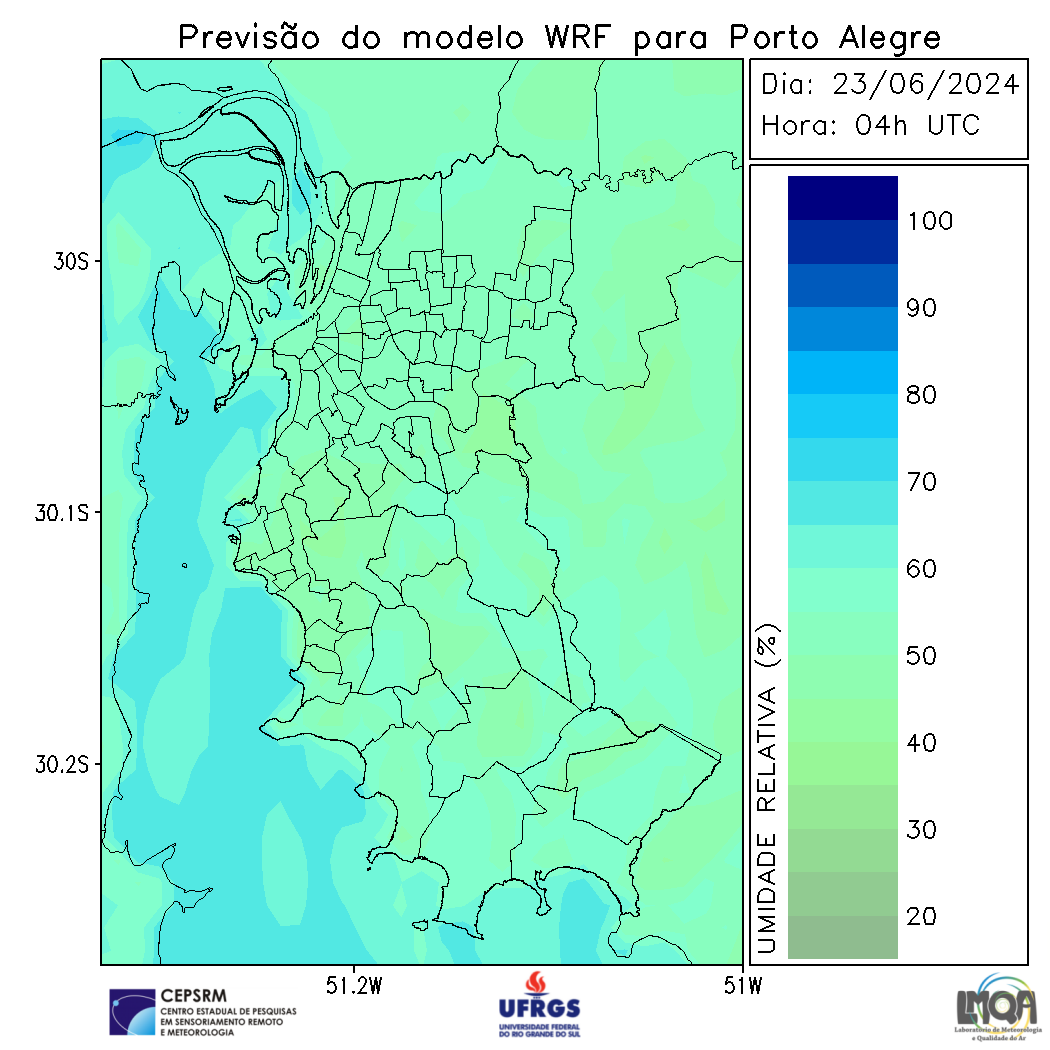 Previsão do modelo WRF para Porto Alegre
Dia: 23/06/2024
Hora: 04h UTC
30S
30.1S
30.2S
51.2W
51W
100
90
80
70
60
50
40
30
20
UMIDADE RELATIVA (%)
CEPSRM
CENTRO ESTADUAL DE PESQUISAS
EM SENSORIAMENTO REMOTO
E METEOROLOGIA
UFRGS
UNIVERSIDADE FEDERAL
DO RIO GRANDE DO SUL
LMQA
Laboratório de Meteorologia
e Qualidade do Ar